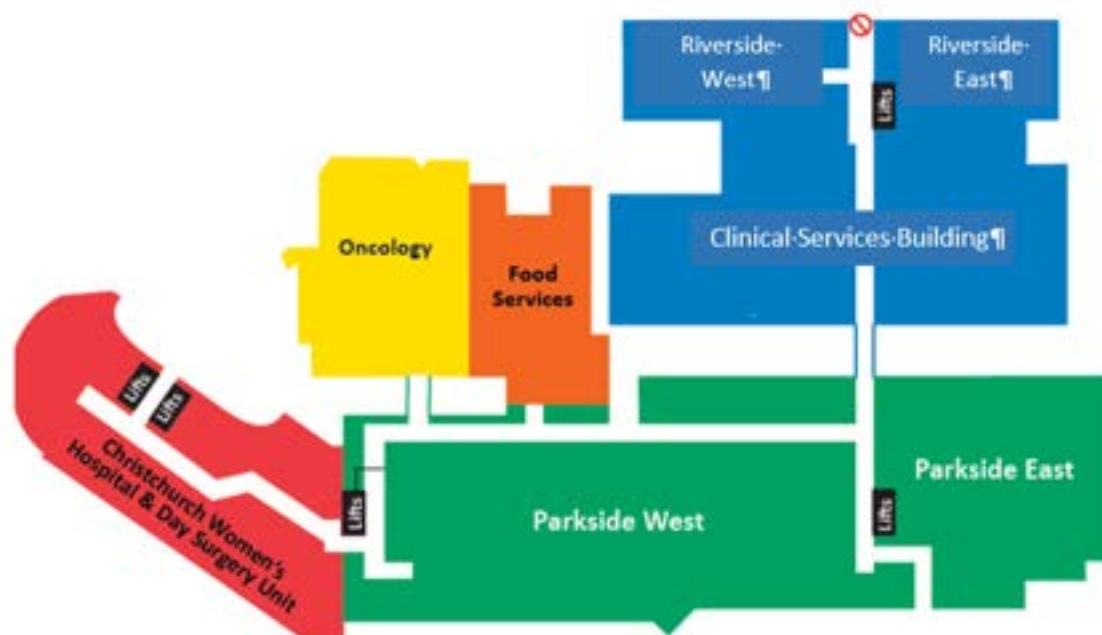 Riverside·
West¶
Riverside·
East¶
Lifts
Oncology
Food
Services
Clinical·Services·Building¶
Lifts
Lifts
Christchurch Women's
Hospital & Day Surgery Unit
Lifts
Parkside West
Lifts
Parkside East